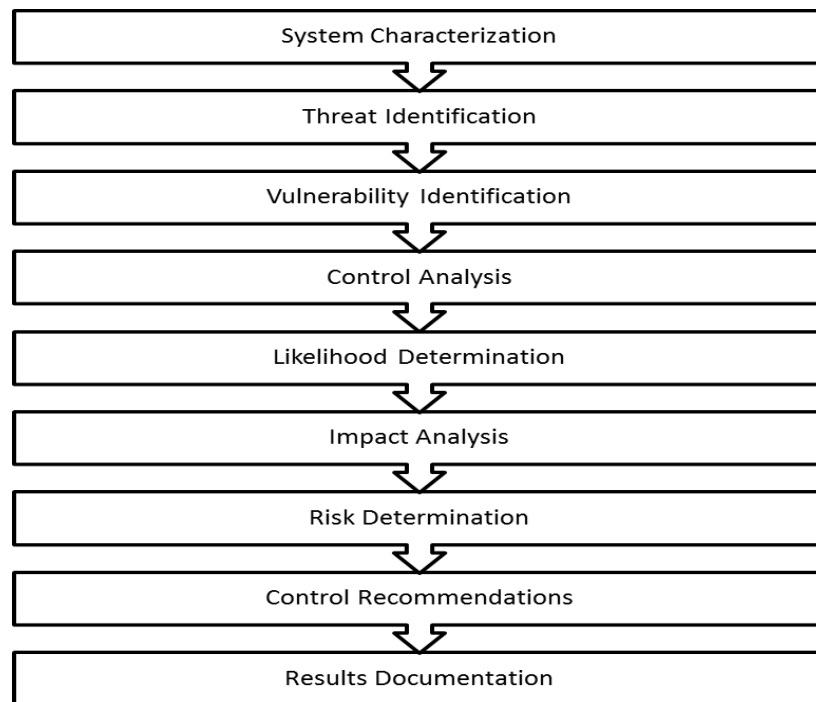 System Characterization
Threat Identification
Vulnerability Identification
Control Analysis
Likelihood Determination
Impact Analysis
Risk Determination
Control Recommendations
Results Documentation